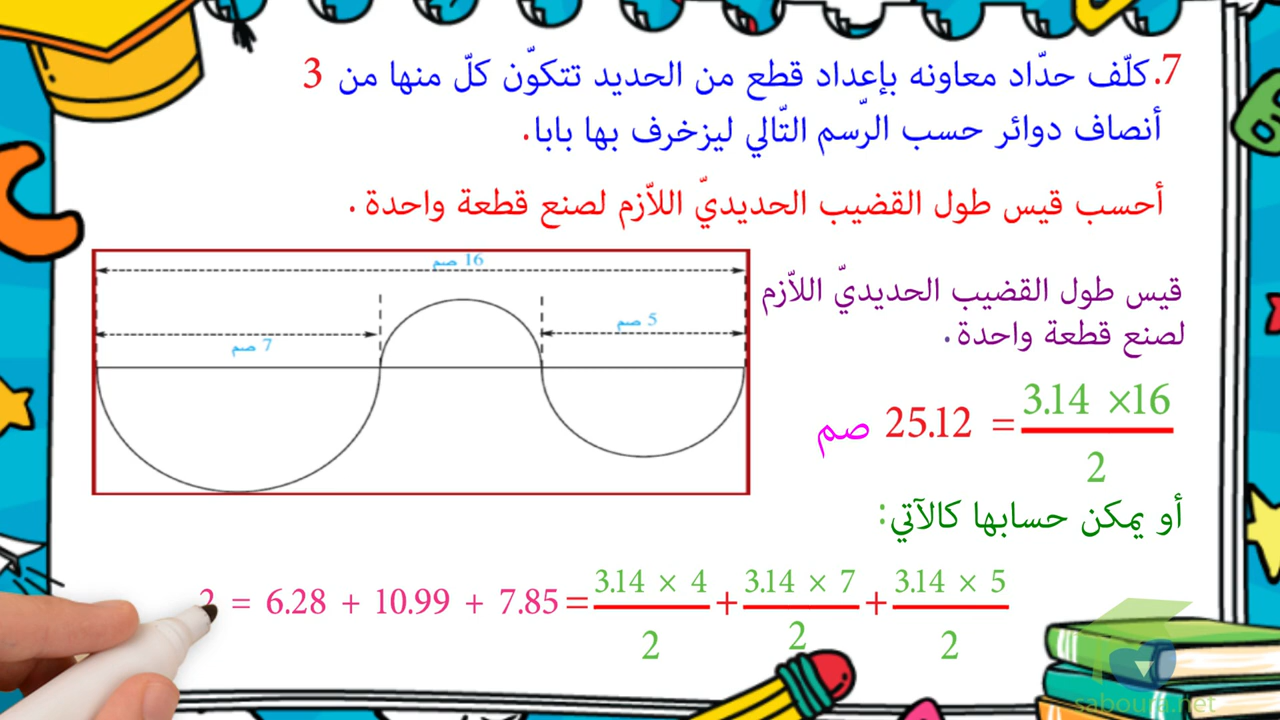 7. كلّف حدّاد معاونه بإعداد قطع من الحديد تتكوّن كلّ منها من 3
أنصاف دوائر حسب الرّسم التّالي ليزخرف بها بابا.
أحسب قيس طول القضيب الحديديّ اللاّزم لصنع قطعة واحدة.
16 صم
7 صم
5 صم
قيس طول القضيب الحديديّ اللاّزم
لصنع قطعة واحدة.
3.14 ×16
2
= 25.12 صم
أو يمكن حسابها كالآتي:
3.14 × 5 + 3.14 × 7 + 3.14 × 4
2 2 2
2 = 6.28 + 10.99 + 7.85 =
saboura.net